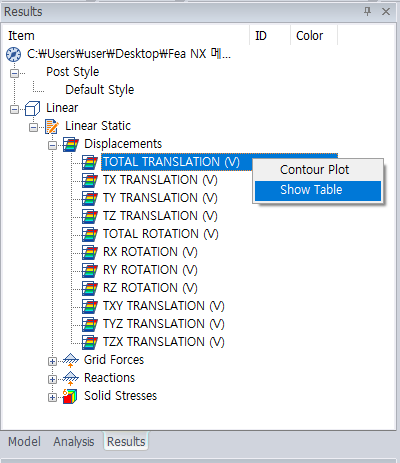 Results
Item ID Color
C:₩Users₩user₩Desktop₩Fea NX ...
Post Style
Default Style
Linear
Linear Static
Displacements
TOTAL TRANSLATION (V)
Contour Plot
TX TRANSLATION (V)
Show Table
TY TRANSLATION (V)
TZ TRANSLATION (V)
TOTAL ROTATION (V)
RX ROTATION (V)
RY ROTATION (V)
RZ ROTATION (V)
TXY TRANSLATION (V)
TYZ TRANSLATION (V)
TZX TRANSLATION (V)
Grid Forces
Reactions
Solid Stresses
Model Analysis Results